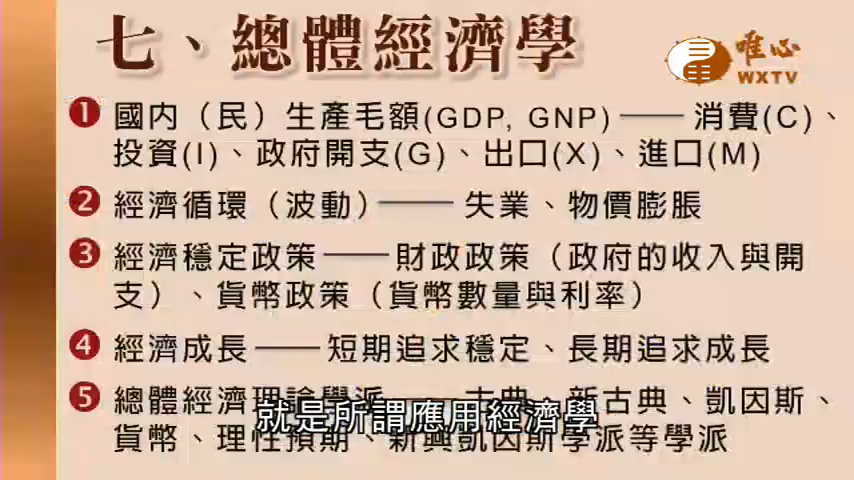 七、總體經濟學
唯心
WXTV
❶ 國內（民）生產毛額(GDP, GNP)——消費(C)、
投資(I)、政府開支(G)、出口(X)、進口(M)
❷ 經濟循環（波動）——失業、物價膨脹
❸ 經濟穩定政策——財政政策（政府的收入與開
支）、貨幣政策（貨幣數量與利率）
❹ 經濟成長——短期追求穩定、長期追求成長
❺ 總體經濟理論學派——古典、新古典、凱因斯、
就是所謂應用經濟學
貨幣、理性預期、新興凱因斯學派等學派